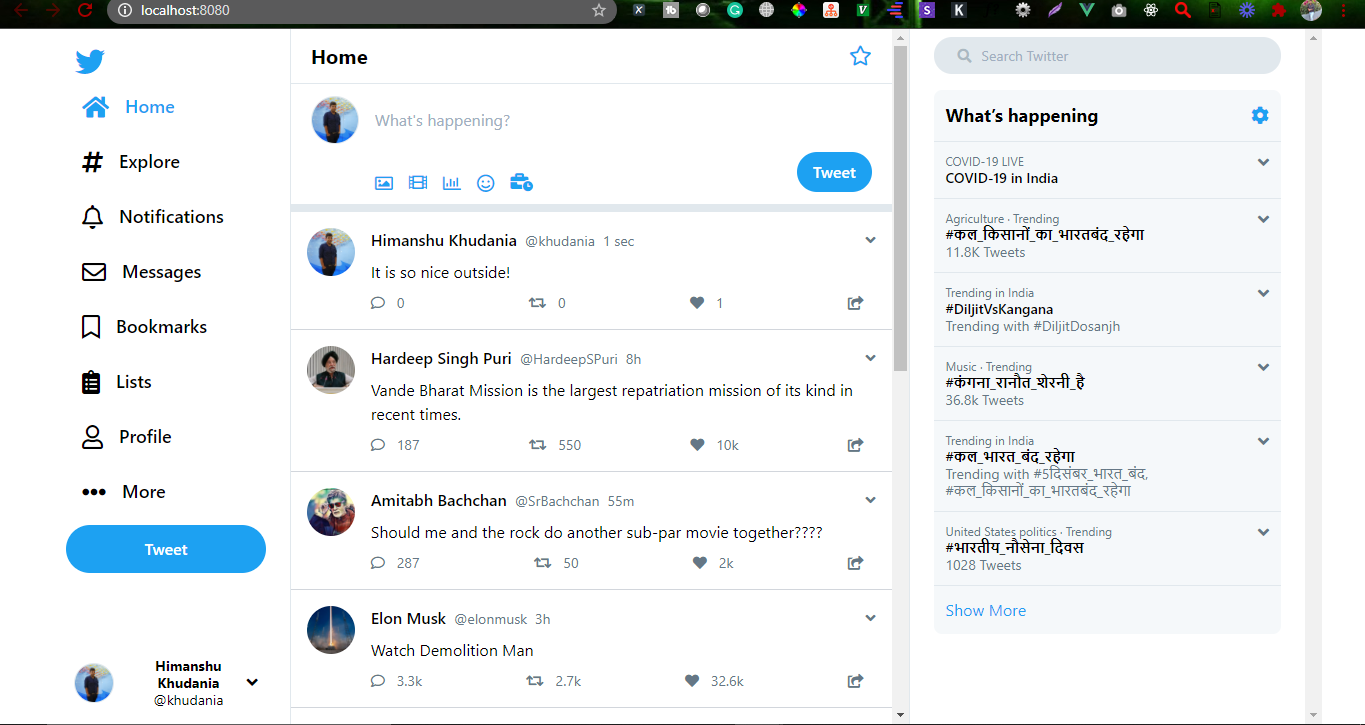 localhost:8080
Home
Explore
Notifications
Messages
Bookmarks
Lists
Profile
More
Tweet
Himanshu
Khudania
@khudania
Home
What's happening?
Tweet
Himanshu Khudania @khudania 1 sec
It is so nice outside!
0 0 1
Hardeep Singh Puri @HardeepSPuri 8h
Vande Bharat Mission is the largest repatriation mission of its kind in
recent times.
187 550 10k
Amitabh Bachchan @SrBachchan 55m
Should me and the rock do another sub-par movie together????
287 50 2k
Elon Musk @elonmusk 3h
Watch Demolition Man
3.3k 2.7k 32.6k
Search Twitter
What's happening
COVID-19 LIVE
COVID-19 in India
Agriculture · Trending
#कल_किसानों_का_भारतबंद_रहेगा
11.8K Tweets
Trending in India
#DiljitVsKangana
Trending with #DiljitDosanjh
Music · Trending
#कंगना_रानौत_शेरनी_है
36.8k Tweets
Trending in India
#कल_भारत_बंद_रहेगा
Trending with #5दिसंबर_भारत_बंद,
#कल_किसानों_का_भारतबंद_रहेगा
United States politics · Trending
#भारतीय_नौसेना_दिवस
1028 Tweets
Show More